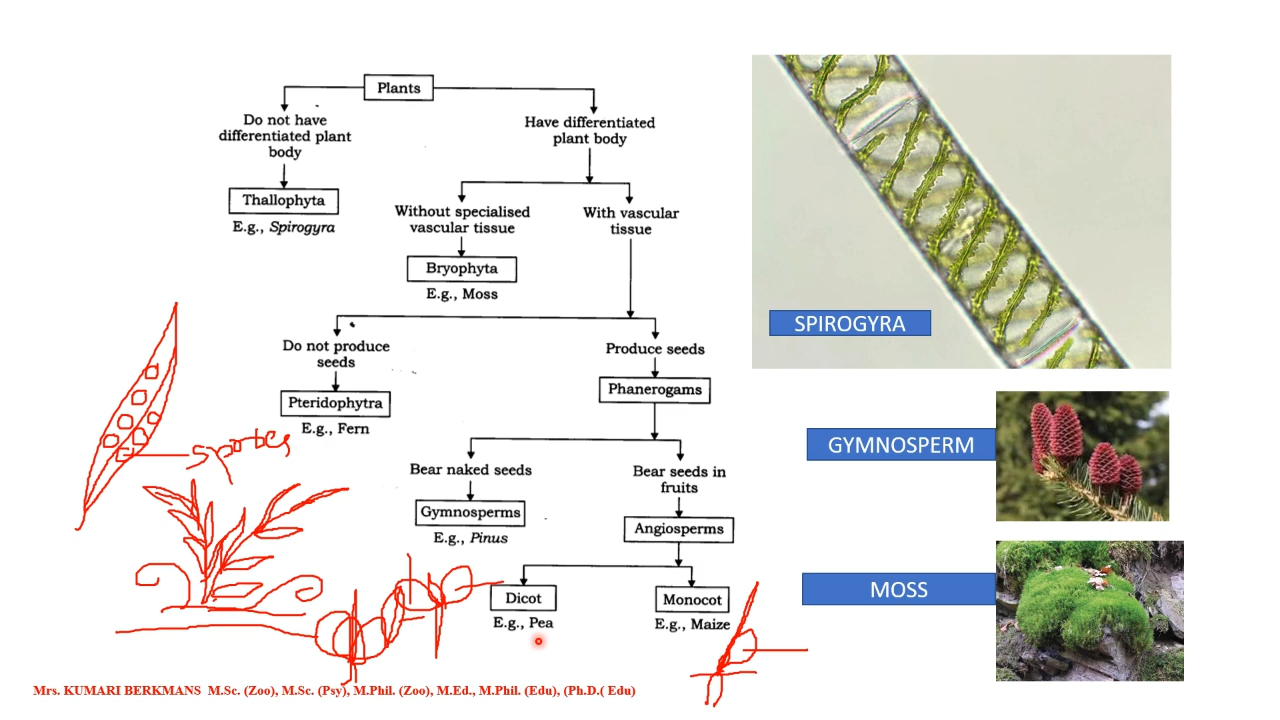 Plants
Do not have
differentiated plant
body
Have differentiated
plant body
Thallophyta
E.g., Spirogyra
Without specialised
vascular tissue
With vascular
tissue
Bryophyta
E.g., Moss
Do not produce
seeds
Produce seeds
Pteridophytra
E.g., Fern
Phanerogams
Bear naked seeds
Bear seeds in
fruits
Gymnosperms
E.g., Pinus
Angiosperms
Dicot
E.g., Pea
Monocot
E.g., Maize
SPIROGYRA
GYMNOSPERM
MOSS
Mrs. KUMARI BERKMANS M.Sc. (Zoo), M.Sc. (Psy), M.Phil. (Zoo), M.Ed., M.Phil. (Edu), (Ph.D.( Edu)